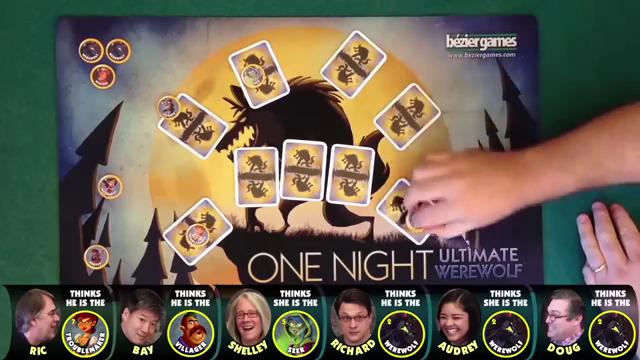 béziergames
www.beziergames.com
ONE NIGHT
ULTIMATE
WEREWOLF
THINKS
HE IS THE
TROUBLEMAKER
RIC
THINKS
HE IS THE
VILLAGER
BAY
THINKS
SHE IS THE
SEER
SHELLEY
THINKS
HE IS THE
2
WEREWOLF
RICHARD
THINKS
SHE IS THE
2
WEREWOLF
AUDREY
THINKS
HE IS THE
WEREWOLF
DOUG